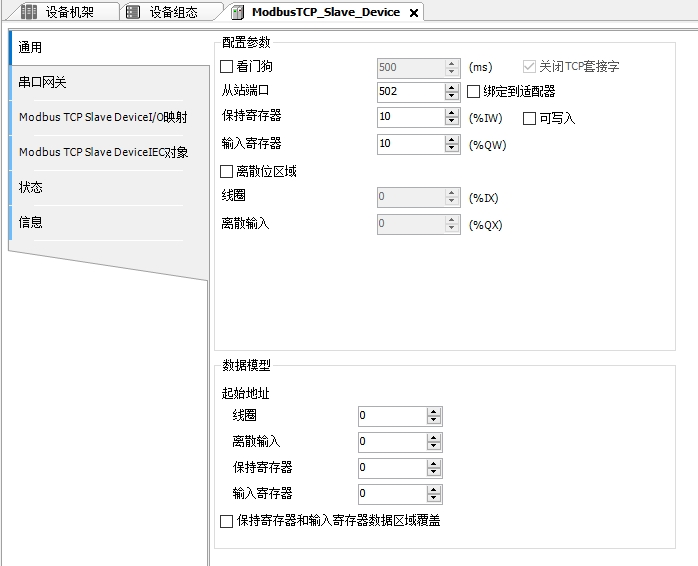 设备机架 设备组态 ModbusTCP_Slave_Device
通用
串口网关
Modbus TCP Slave DeviceI/O映射
Modbus TCP Slave DeviceIEC对象
状态
信息
配置参数
看门狗 500 (ms) 关闭TCP套接字
从站端口 502 绑定到适配器
保持寄存器 10 (%IW) 可写入
输入寄存器 10 (%QW)
离散位区域
线圈 0 (%IX)
离散输入 0 (%QX)
数据模型
起始地址
线圈 0
离散输入 0
保持寄存器 0
输入寄存器 0
保持寄存器和输入寄存器数据区域覆盖